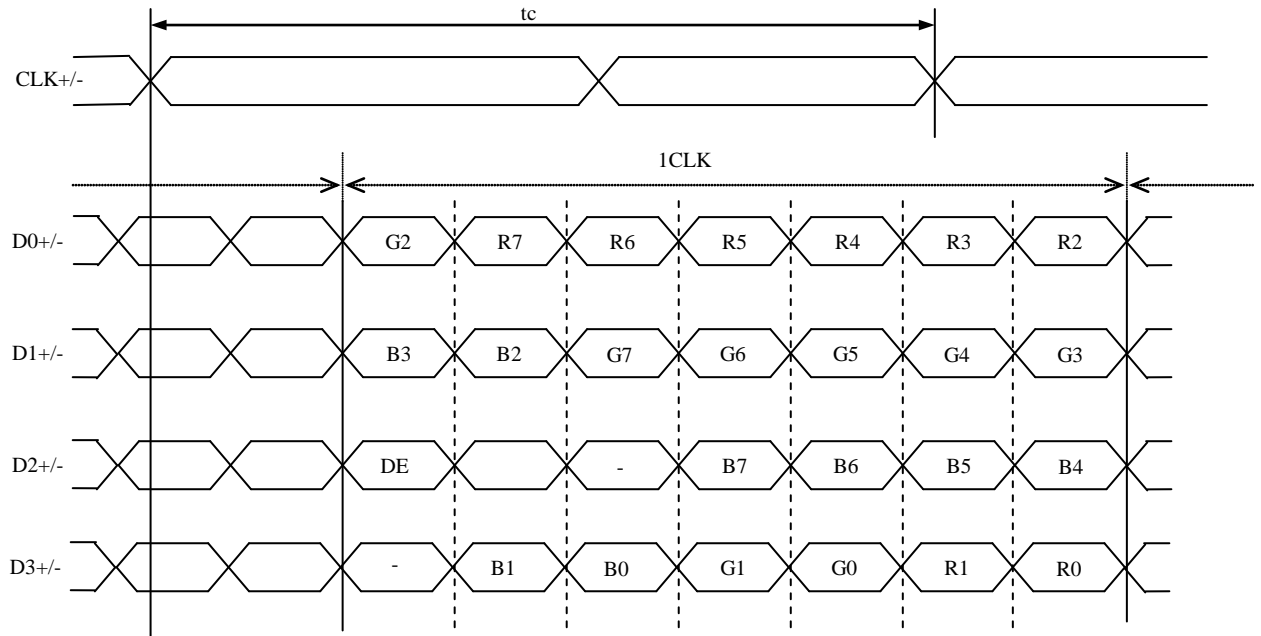 tc
CLK+/-
1CLK
D0+/- G2 R7 R6 R5 R4 R3 R2
D1+/- B3 B2 G7 G6 G5 G4 G3
D2+/- DE - B7 B6 B5 B4
D3+/- - B1 B0 G1 G0 R1 R0